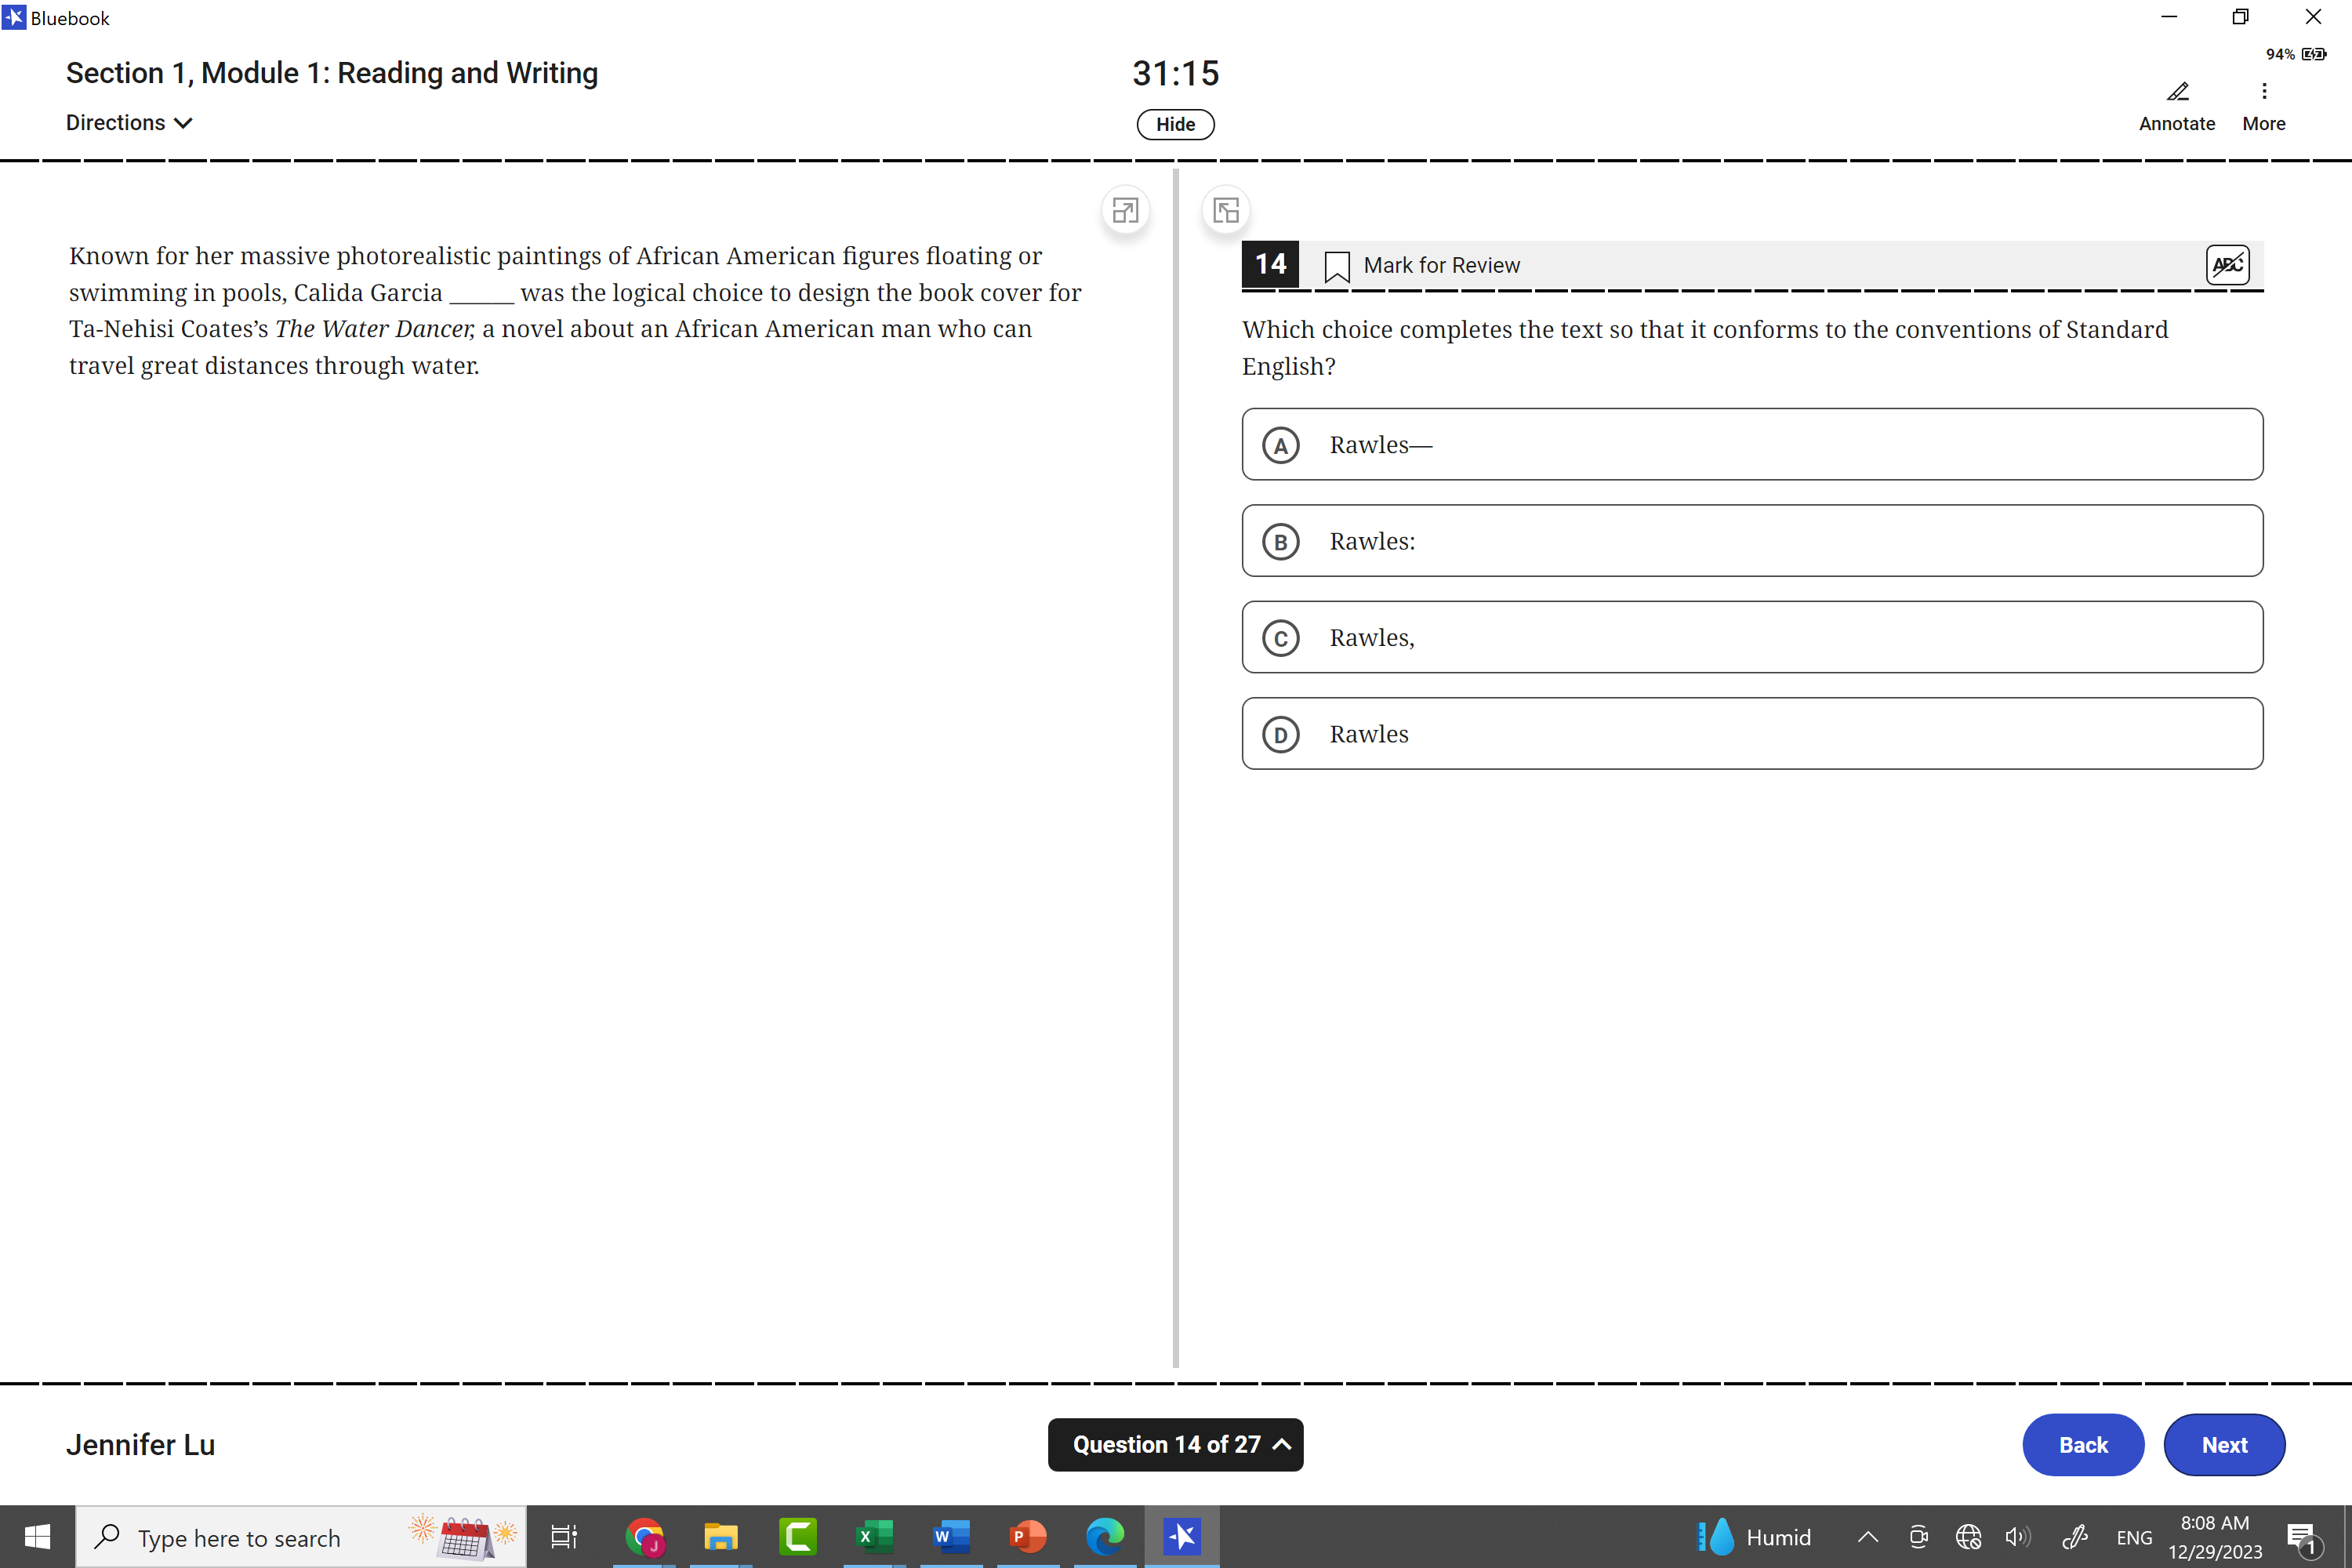 Bluebook
94%
Section 1, Module 1: Reading and Writing
31:15
Directions
Hide
Annotate
More
Known for her massive photorealistic paintings of African American figures floating or
swimming in pools, Calida Garcia ______ was the logical choice to design the book cover for
Ta-Nehisi Coates’s The Water Dancer, a novel about an African American man who can
travel great distances through water.
14 Mark for Review ABC
Which choice completes the text so that it conforms to the conventions of Standard
English?
A Rawles—
B Rawles:
C Rawles,
D Rawles
Jennifer Lu
Question 14 of 27
Back
Next
Type here to search
J
X
W
P
Humid
ENG
8:08 AM
12/29/2023
1